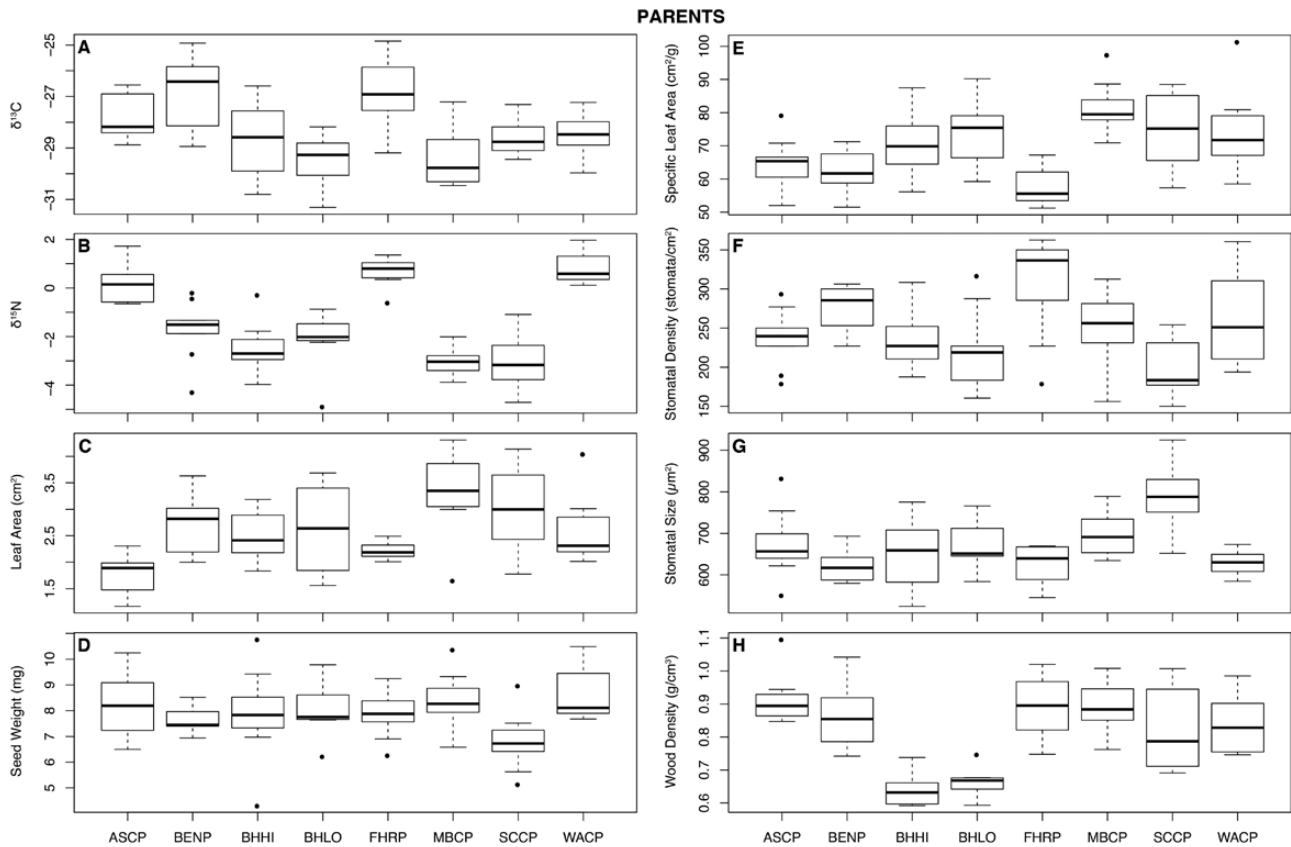 PARENTS
A
δ¹³C
−25
−27
−29
−31
B
δ¹⁵N
2
0
−2
−4
C
Leaf Area (cm²)
3.5
2.5
1.5
D
Seed Weight (mg)
10
9
8
7
6
5
ASCP BENP BHHI BHLO FHRP MBCP SCCP WACP
E
Specific Leaf Area (cm²/g)
100
90
80
70
60
50
F
Stomatal Density (stomata/cm²)
350
300
250
200
150
G
Stomatal Size (µm²)
900
800
700
600
H
Wood Density (g/cm³)
1.1
1.0
0.9
0.8
0.7
0.6
ASCP BENP BHHI BHLO FHRP MBCP SCCP WACP